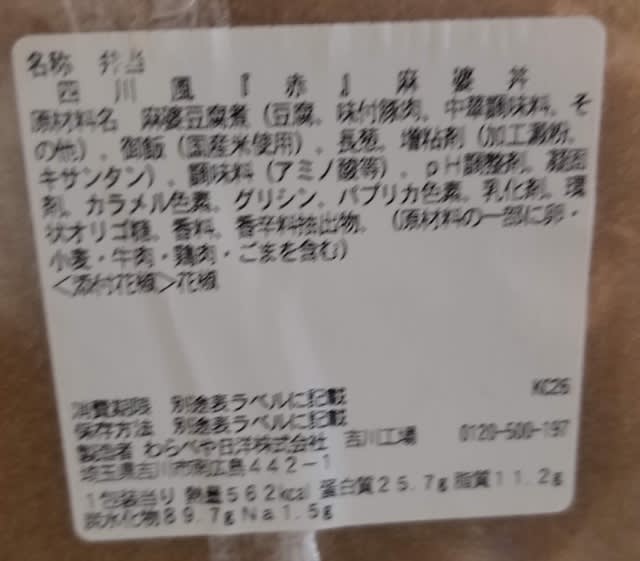 名称　弁当
四川風『赤』麻婆丼
原材料名　麻婆豆腐煮（豆腐、味付豚肉、中華調味料、そ
の他）、御飯（国産米使用）、長葱、増粘剤（加工澱粉、
キサンタン）、調味料（アミノ酸等）、ｐＨ調整剤、凝固
剤、カラメル色素、グリシン、パプリカ色素、乳化剤、環
状オリゴ糖、香料、香辛料抽出物、（原材料の一部に卵・
小麦・牛肉・鶏肉・ごまを含む）
＜添付花椒＞花椒
KC26
消費期限　別途表ラベルに記載
保存方法　別途表ラベルに記載
製造者　わらべや日洋株式会社　吉川工場　0120-500-197
埼玉県吉川市南広島４４２－１
１包装当り　熱量５６２kcal　蛋白質２５.７g　脂質１１.２g
炭水化物８９.７g　Ｎａ１.５g